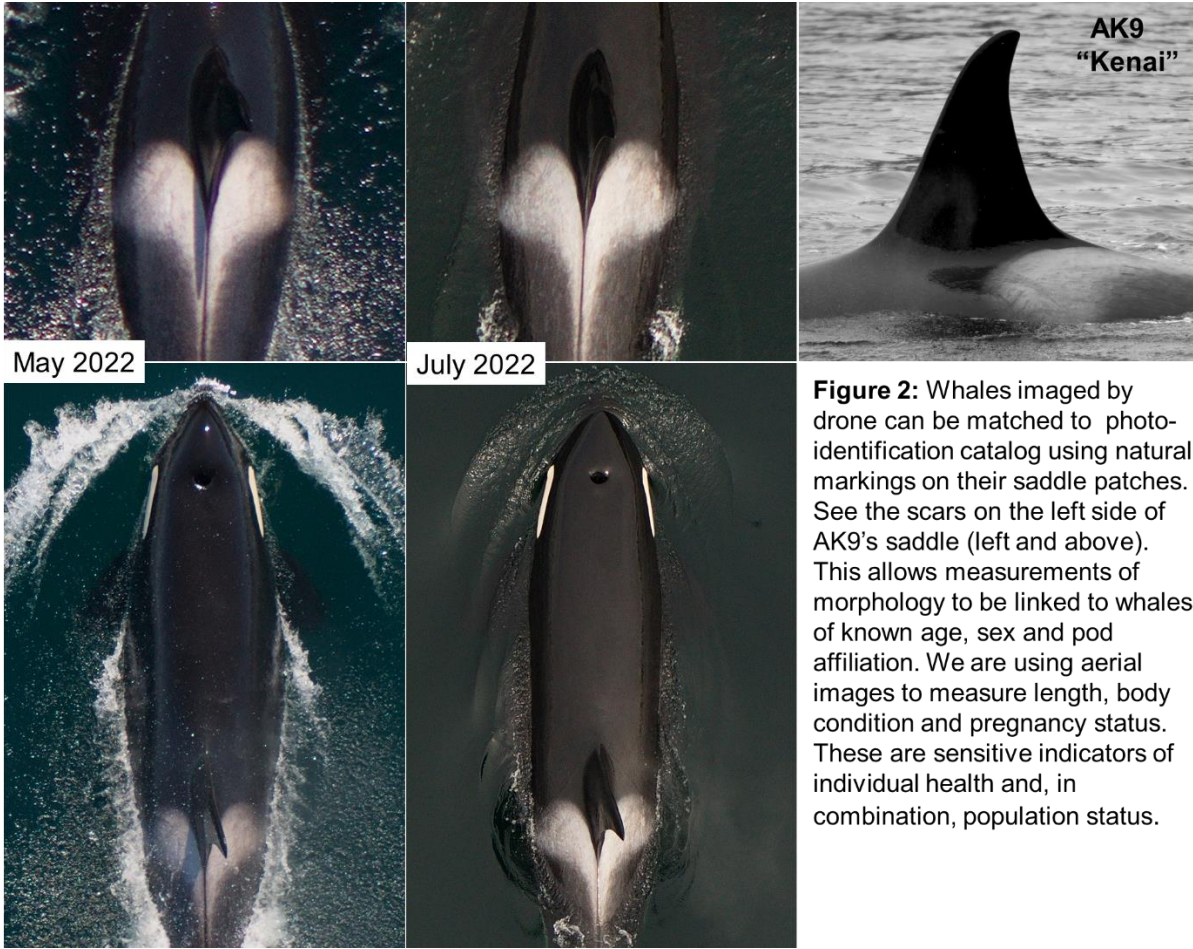 AK9
“Kenai”
May 2022
July 2022
Figure 2: Whales imaged by
drone can be matched to photo-
identification catalog using natural
markings on their saddle patches.
See the scars on the left side of
AK9’s saddle (left and above).
This allows measurements of
morphology to be linked to whales
of known age, sex and pod
affiliation. We are using aerial
images to measure length, body
condition and pregnancy status.
These are sensitive indicators of
individual health and, in
combination, population status.